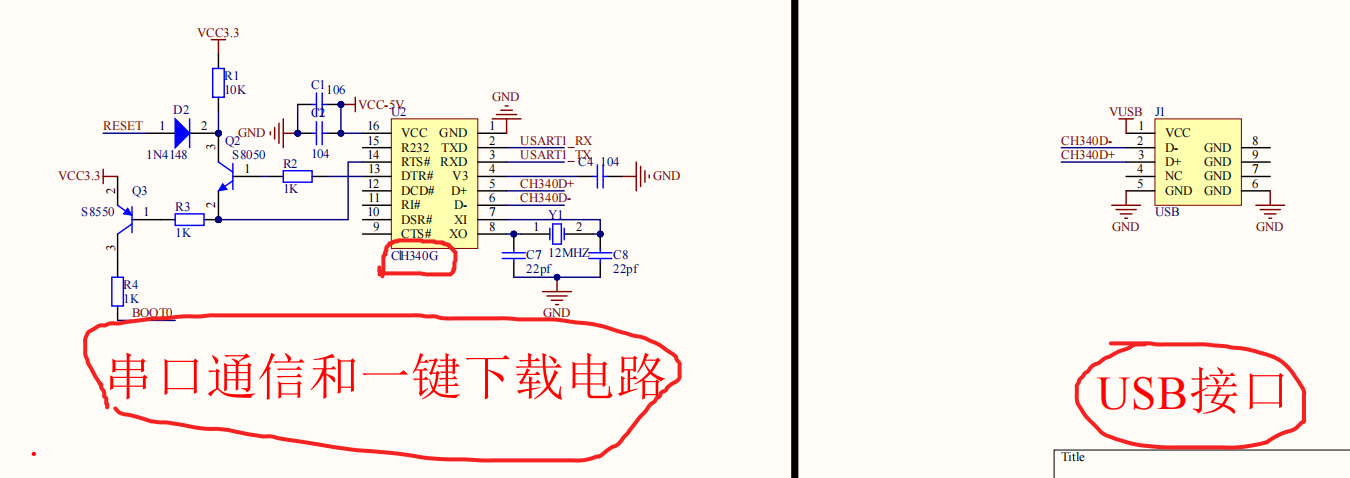 VCC3.3
R1
10K
C1
106
VCC-5V
GND
C2
104
RESET
1
D2
2
1N4148
3
Q2
S8050
1
2
R2
1K
VCC3.3
2
Q3
S8550
1
3
R3
1K
R4
1K
BOOT0
U2
16 VCC GND 1
15 R232 TXD 2
14 RTS# RXD 3
13 DTR# V3 4
12 DCD# D+ 5
11 RI# D- 6
10 DSR# XI 7
9 CTS# XO 8
CH340G
GND
USART1_RX
USART1_TX
C4 104
GND
CH340D+
CH340D-
Y1
1 2
12MHZ
C7
22pf
C8
22pf
GND
串口通信和一键下载电路
VUSB
J1
CH340D-
CH340D+
1 VCC
2 D- GND 8
3 D+ GND 9
4 NC GND 7
5 GND GND 6
USB
GND
GND
USB接口
Title